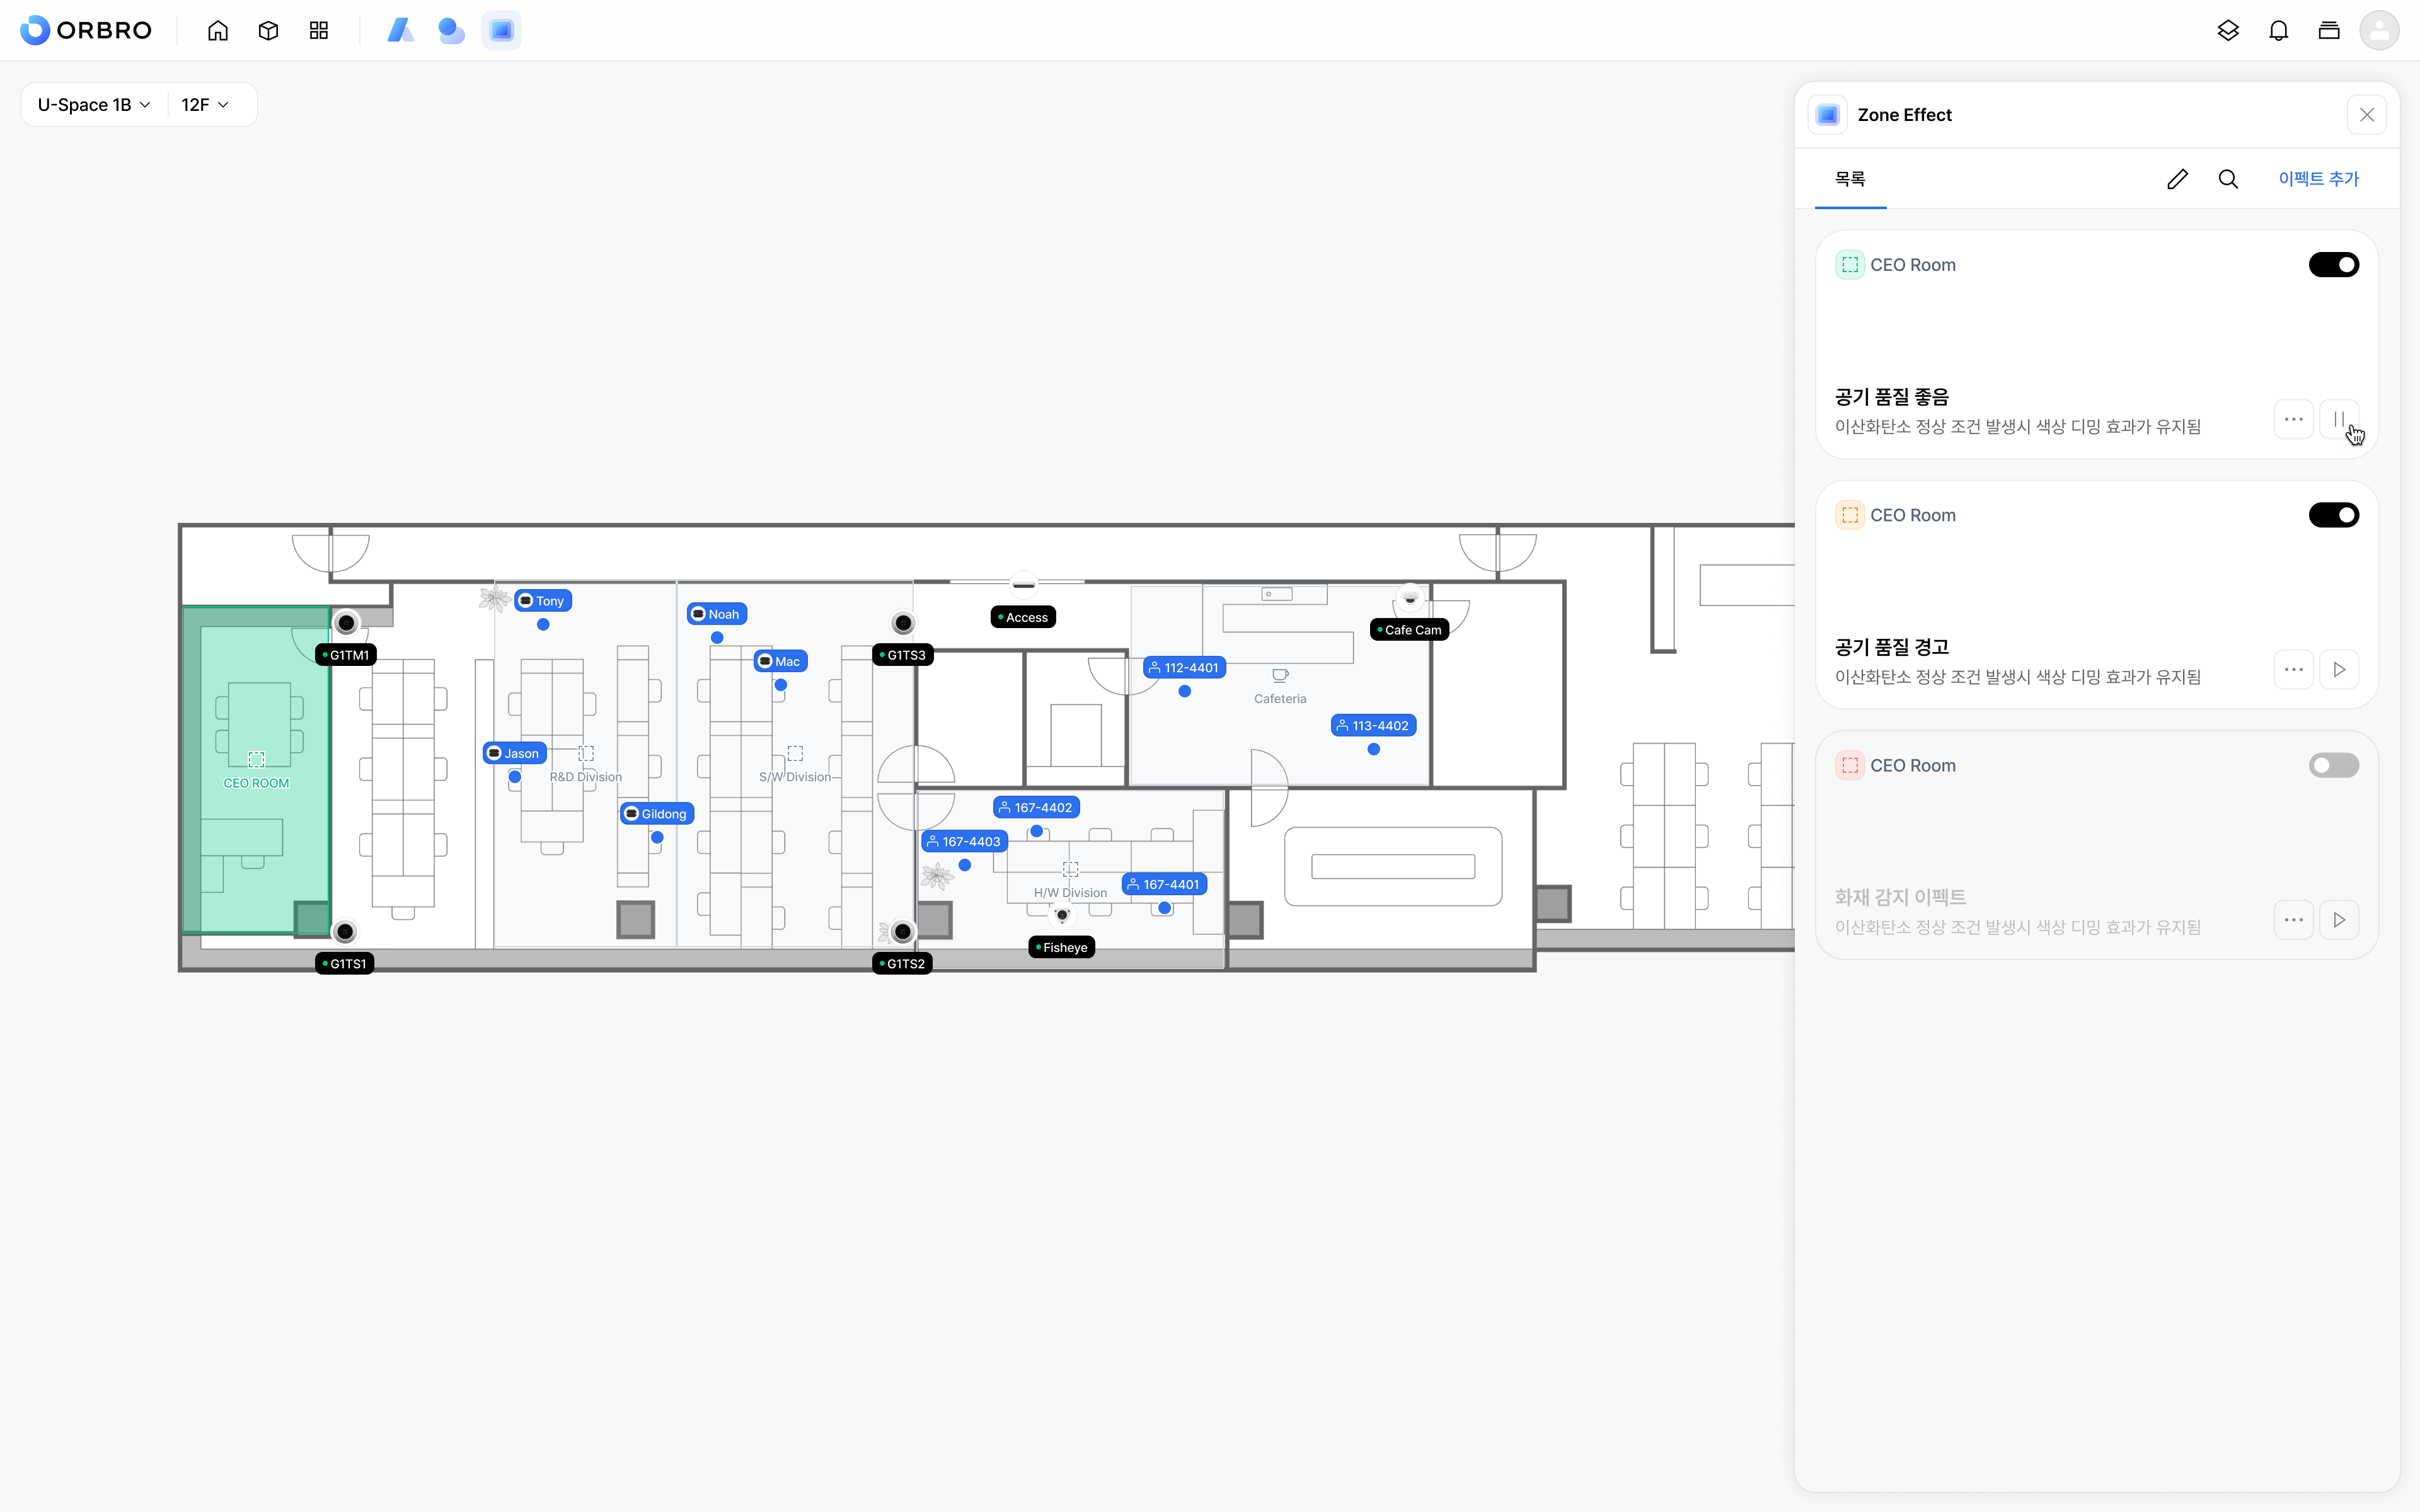 ORBRO
U-Space 1B
12F
Zone Effect
목록
이펙트 추가
CEO Room
공기 품질 좋음
이산화탄소 정상 조건 발생시 색상 디밍 효과가 유지됨
CEO Room
공기 품질 경고
이산화탄소 정상 조건 발생시 색상 디밍 효과가 유지됨
CEO Room
화재 감지 이펙트
이산화탄소 정상 조건 발생시 색상 디밍 효과가 유지됨
Tony
Noah
Access
Cafe Cam
G1TM1
Mac
G1TS3
112-4401
Cafeteria
113-4402
Jason
R&D Division
S/W Division
CEO ROOM
Gildong
167-4402
167-4403
H/W Division
167-4401
Fisheye
G1TS1
G1TS2